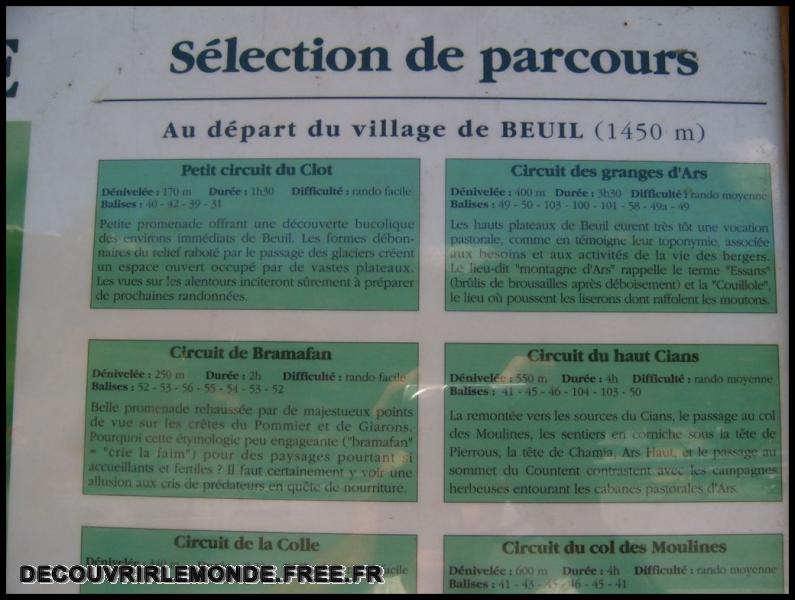 E
Sélection de parcours
Au départ du village de BEUIL (1450 m)
Petit circuit du Clot
Dénivelée : 170 m Durée : 1h30 Difficulté : rando facile
Balises : 40 - 42 - 39 - 31
Petite promenade offrant une découverte bucolique
des environs immédiats de Beuil. Les formes débon-
naires du relief raboté par le passage des glaciers créent
un espace ouvert occupé par de vastes plateaux.
Les vues sur les alentours inciteront sûrement à préparer
de prochaines randonnées.
Circuit des granges d'Ars
Dénivelée : 400 m Durée : 3h30 Difficulté : rando moyenne
Balises : 49 - 50 - 103 - 100 - 101 - 58 - 49a - 49
Les hauts plateaux de Beuil eurent très tôt une vocation
pastorale, comme en témoigne leur toponymie, associée
aux besoins et aux activités de la vie des bergers.
Le lieu-dit "montagne d'Ars" rappelle le terme "Essarts"
(brûlis de brousailles après déboisement) et la "Couillole",
le lieu où poussent les liserons dont raffolent les moutons.
Circuit de Bramafan
Dénivelée : 250 m Durée : 2h Difficulté : rando facile
Balises : 52 - 53 - 56 - 55 - 54 - 53 - 52
Belle promenade rehaussée par de majestueux points
de vue sur les crêtes du Pommier et de Giarons.
Pourquoi cette étymologie peu engageante ("bramafan"
= "crie la faim") pour des paysages pourtant si
accueillants et fertiles ? Il faut certainement y voir une
allusion aux cris de prédateurs en quête de nourriture.
Circuit du haut Cians
Dénivelée : 550 m Durée : 4h Difficulté : rando moyenne
Balises : 41 - 45 - 46 - 104 - 103 - 50
La remontée vers les sources du Cians, le passage au col
des Moulines, les sentiers en corniche sous la tête de
Pierrous, la tête de Chamia, Ars Haut, et le passage au
sommet du Countent contrastent avec les campagnes
herbeuses entourant les cabanes pastorales d'Ars.
Circuit de la Colle
Circuit du col des Moulines
Dénivelée : 600 m Durée : 4h Difficulté : rando moyenne
Balises : 41 - 43 - 45 - 46 - 45 - 41
DECOUVRIRLEMONDE.FREE.FR